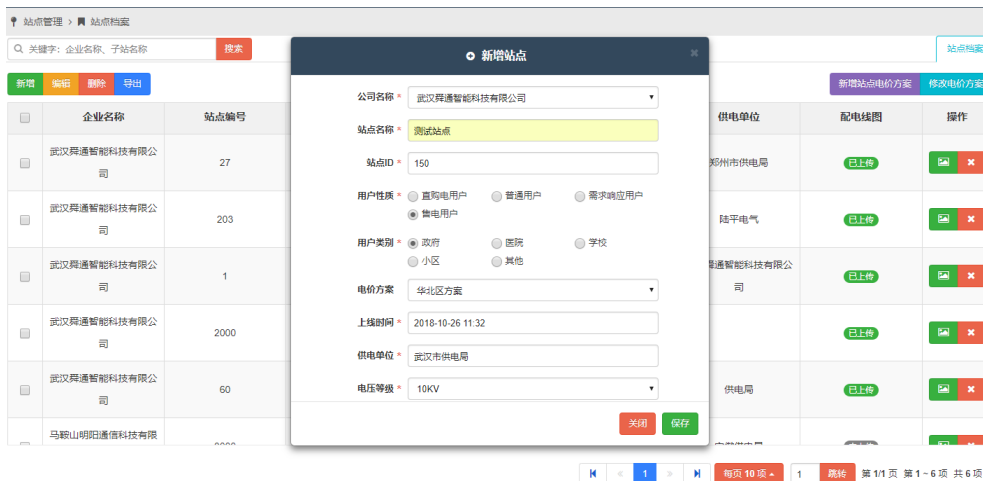 站点管理 > 站点档案
关键字：企业名称、子站名称 搜索
站点档案
新增 编辑 删除 导出
新增站点电价方案 修改电价方案
企业名称 站点编号 供电单位 配电线图 操作
武汉舜通智能科技有限公
司
27 郑州市供电局 已上传
武汉舜通智能科技有限公
司
203 陆平电气 已上传
武汉舜通智能科技有限公
司
1
舜通智能科技有限公
司
已上传
武汉舜通智能科技有限公
司
2000 已上传
武汉舜通智能科技有限公
司
60 供电局 已上传
马鞍山明阳通信科技有限
新增站点
公司名称 * 武汉舜通智能科技有限公司
站点名称 * 测试站点
站点ID * 150
用户性质 * 直购电用户 普通用户 需求响应用户
售电用户
用户类别 * 政府 医院 学校
小区 其他
电价方案 华北区方案
上线时间 * 2018-10-26 11:32
供电单位 * 武汉市供电局
电压等级 * 10KV
关闭 保存
« 1 » 每页 10 项 1 跳转 第 1/1 页 第 1 ~ 6 项 共 6 项